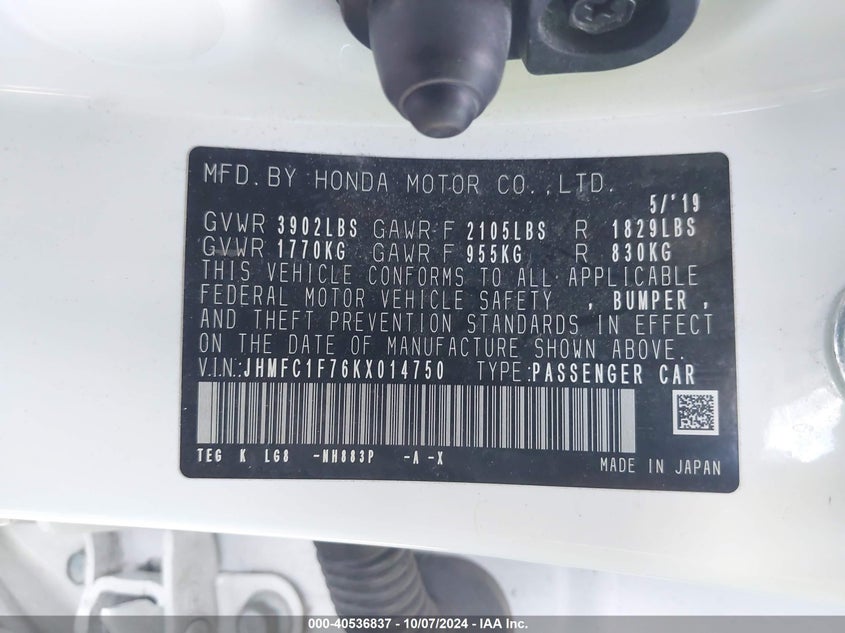 MFD. BY HONDA MOTOR CO., LTD.
5/'19
GVWR 3902LBS GAWR F 2105LBS R 1829LBS
GVWR 1770KG GAWR F 955KG R 830KG
THIS VEHICLE CONFORMS TO ALL APPLICABLE
FEDERAL MOTOR VEHICLE SAFETY , BUMPER ,
AND THEFT PREVENTION STANDARDS IN EFFECT
ON THE DATE OF MANUFACTURE SHOWN ABOVE.
V.IN.:JHMFC1F76KX014750 TYPE:PASSENGER CAR
TEG K LG8 -NH883P -A -X
MADE IN JAPAN
000-40536837 - 10/07/2024 - IAA Inc.